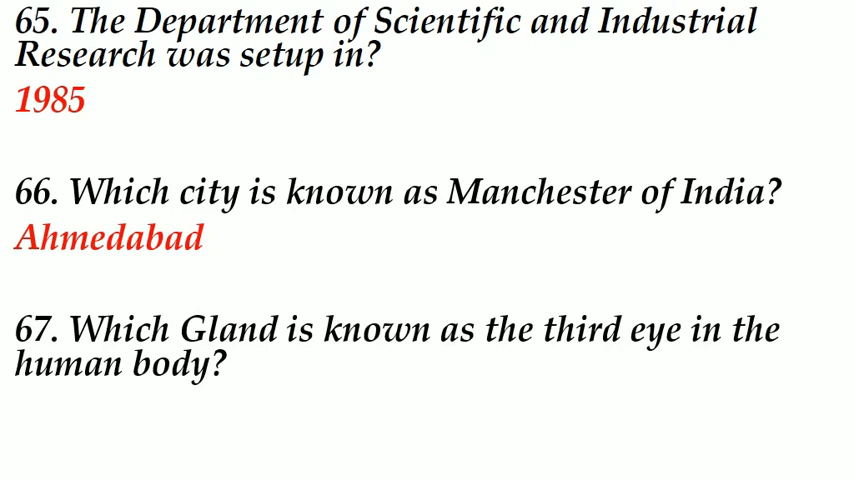 65. The Department of Scientific and Industrial
Research was setup in?
1985
66. Which city is known as Manchester of India?
Ahmedabad
67. Which Gland is known as the third eye in the
human body?